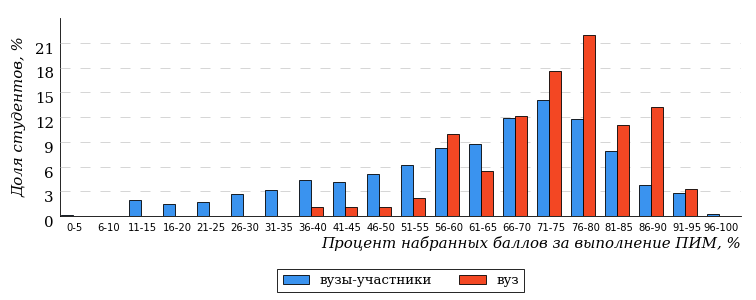 Доля студентов, %
21
18
15
12
9
6
3
0
0-5 6-10 11-15 16-20 21-25 26-30 31-35 36-40 41-45 46-50 51-55 56-60 61-65 66-70 71-75 76-80 81-85 86-90 91-95 96-100
Процент набранных баллов за выполнение ПИМ, %
вузы-участники вуз